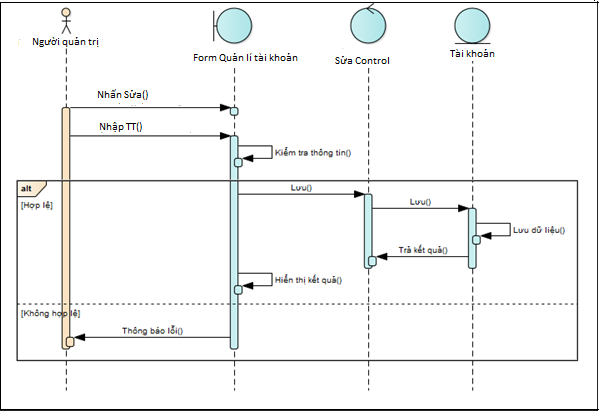 Người quản trị
Form Quản lí tài khoản
Sửa Control
Tài khoản
Nhấn Sửa()
Nhập TT()
Kiểm tra thông tin()
alt
[Hợp lệ]
Lưu()
Lưu()
Lưu dữ liệu()
Trả kết quả()
Hiển thị kết quả()
[Không hợp lệ]
Thông báo lỗi()